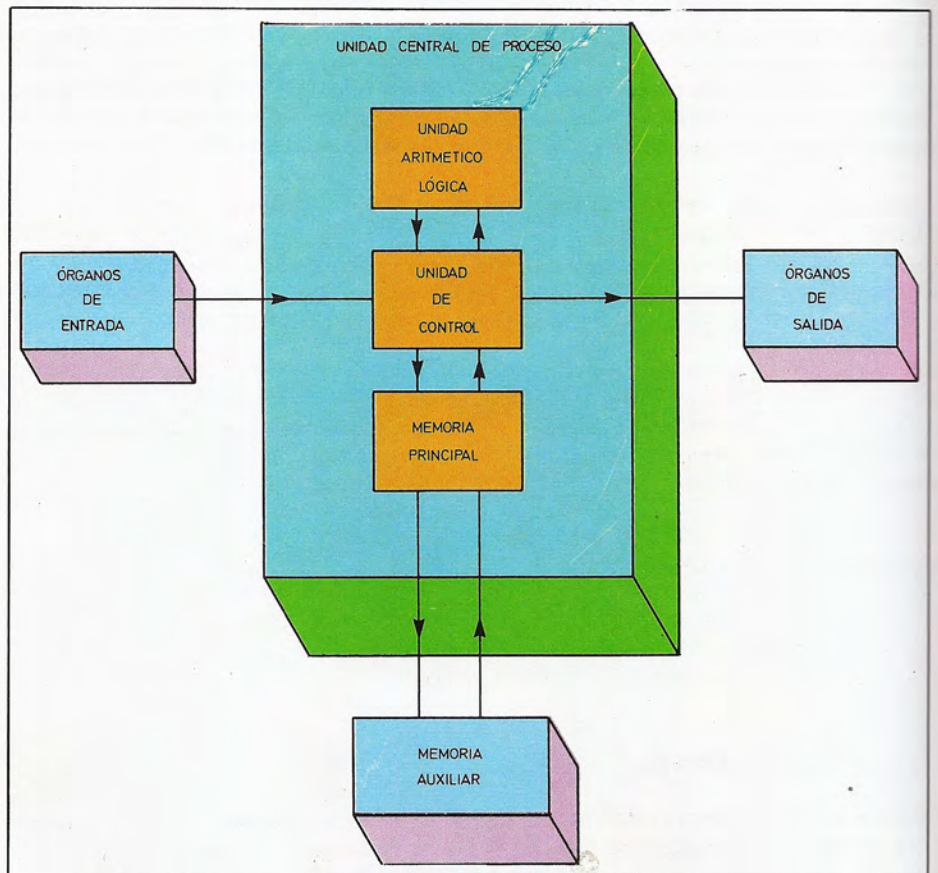 UNIDAD CENTRAL DE PROCESO
UNIDAD
ARITMETICO
LÓGICA
ÓRGANOS
DE
ENTRADA
UNIDAD
DE
CONTROL
ÓRGANOS
DE
SALIDA
MEMORIA
PRINCIPAL
MEMORIA
AUXILIAR